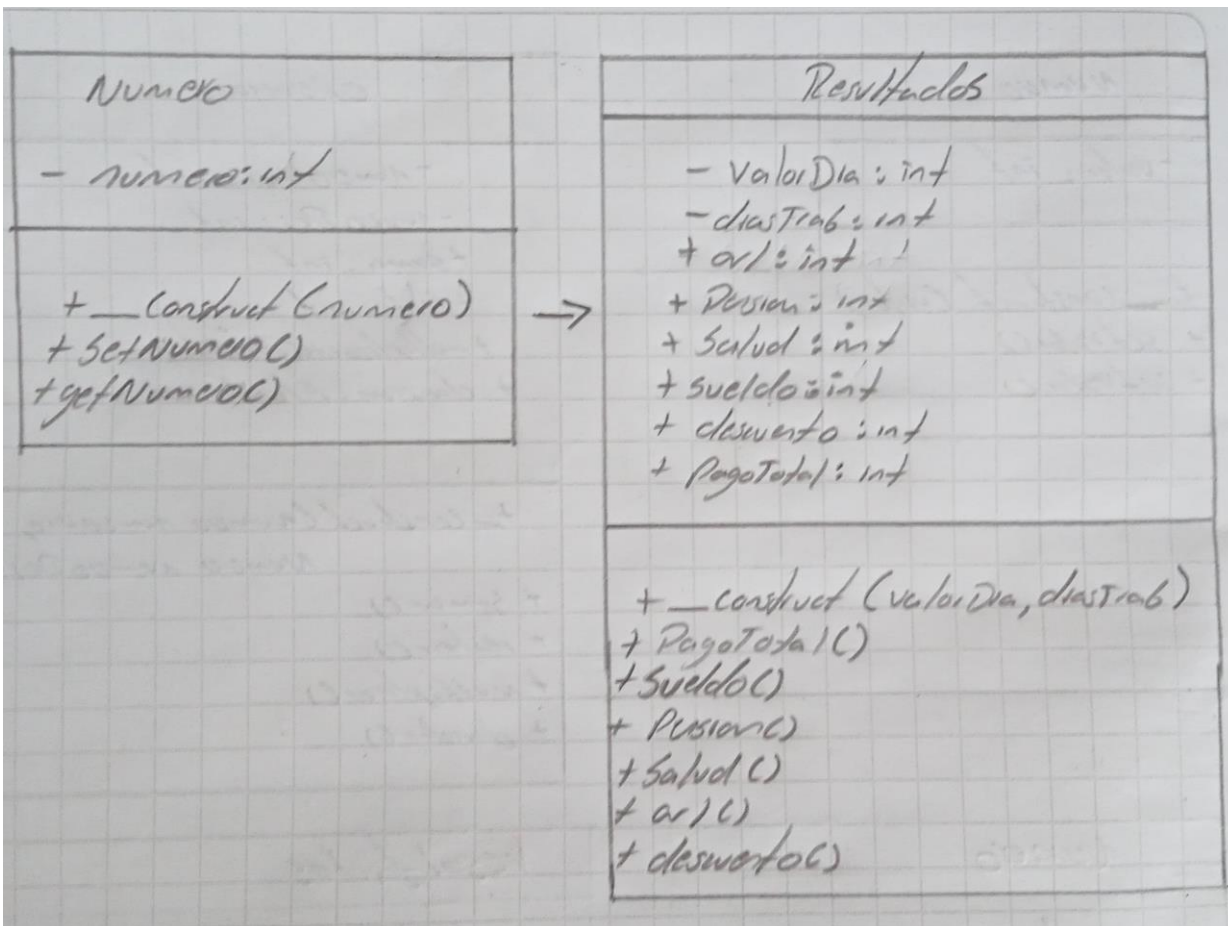 Numero
- numero: int
+ __construct (numero)
+ SetNumero()
+ getNumero()
Resultados
- ValorDia : int
- diasTrab : int
+ arl : int
+ Pension : int
+ Salud : int
+ sueldo : int
+ descuento : int
+ PagoTotal : int
+ __construct (valorDia, diasTrab)
+ PagoTotal()
+ Sueldo()
+ Pension()
+ Salud ()
+ arl()
+ descuento()